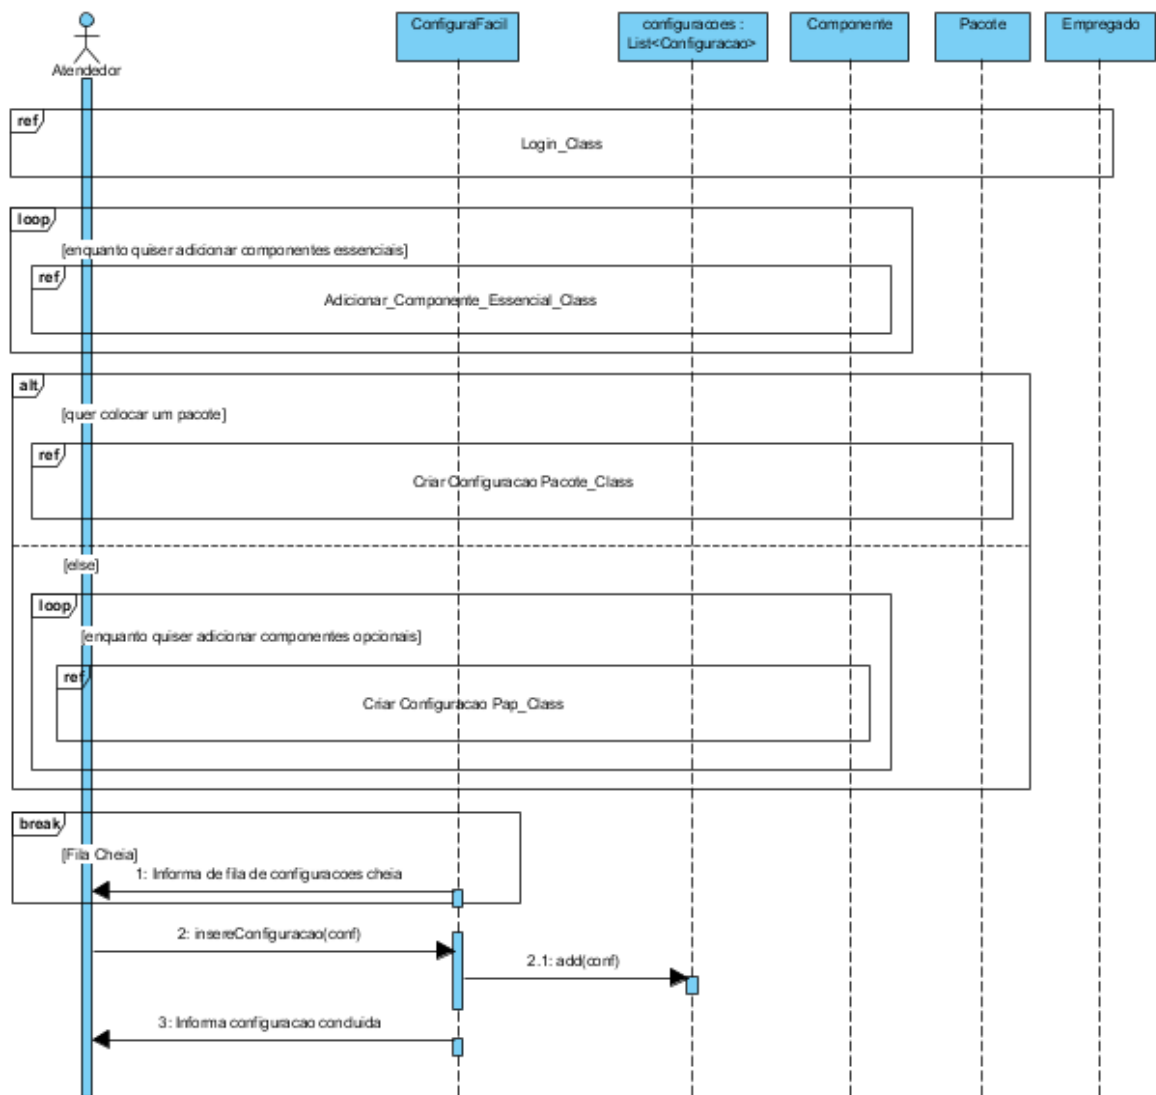 Atendedor
ConfiguraFacil
configuracoes :
List<Configuracao>
Componente
Pacote
Empregado
ref
Login_Class
loop
[enquanto quiser adicionar componentes essenciais]
ref
Adicionar_Componente_Essencial_Class
alt
[quer colocar um pacote]
ref
Criar Configuracao Pacote_Class
[else]
loop
[enquanto quiser adicionar componentes opcionais]
ref
Criar Configuracao Pap_Class
break
[Fila Cheia]
1: Informa de fila de configuracoes cheia
2: insereConfiguracao(conf)
2.1: add(conf)
3: Informa configuracao concluida